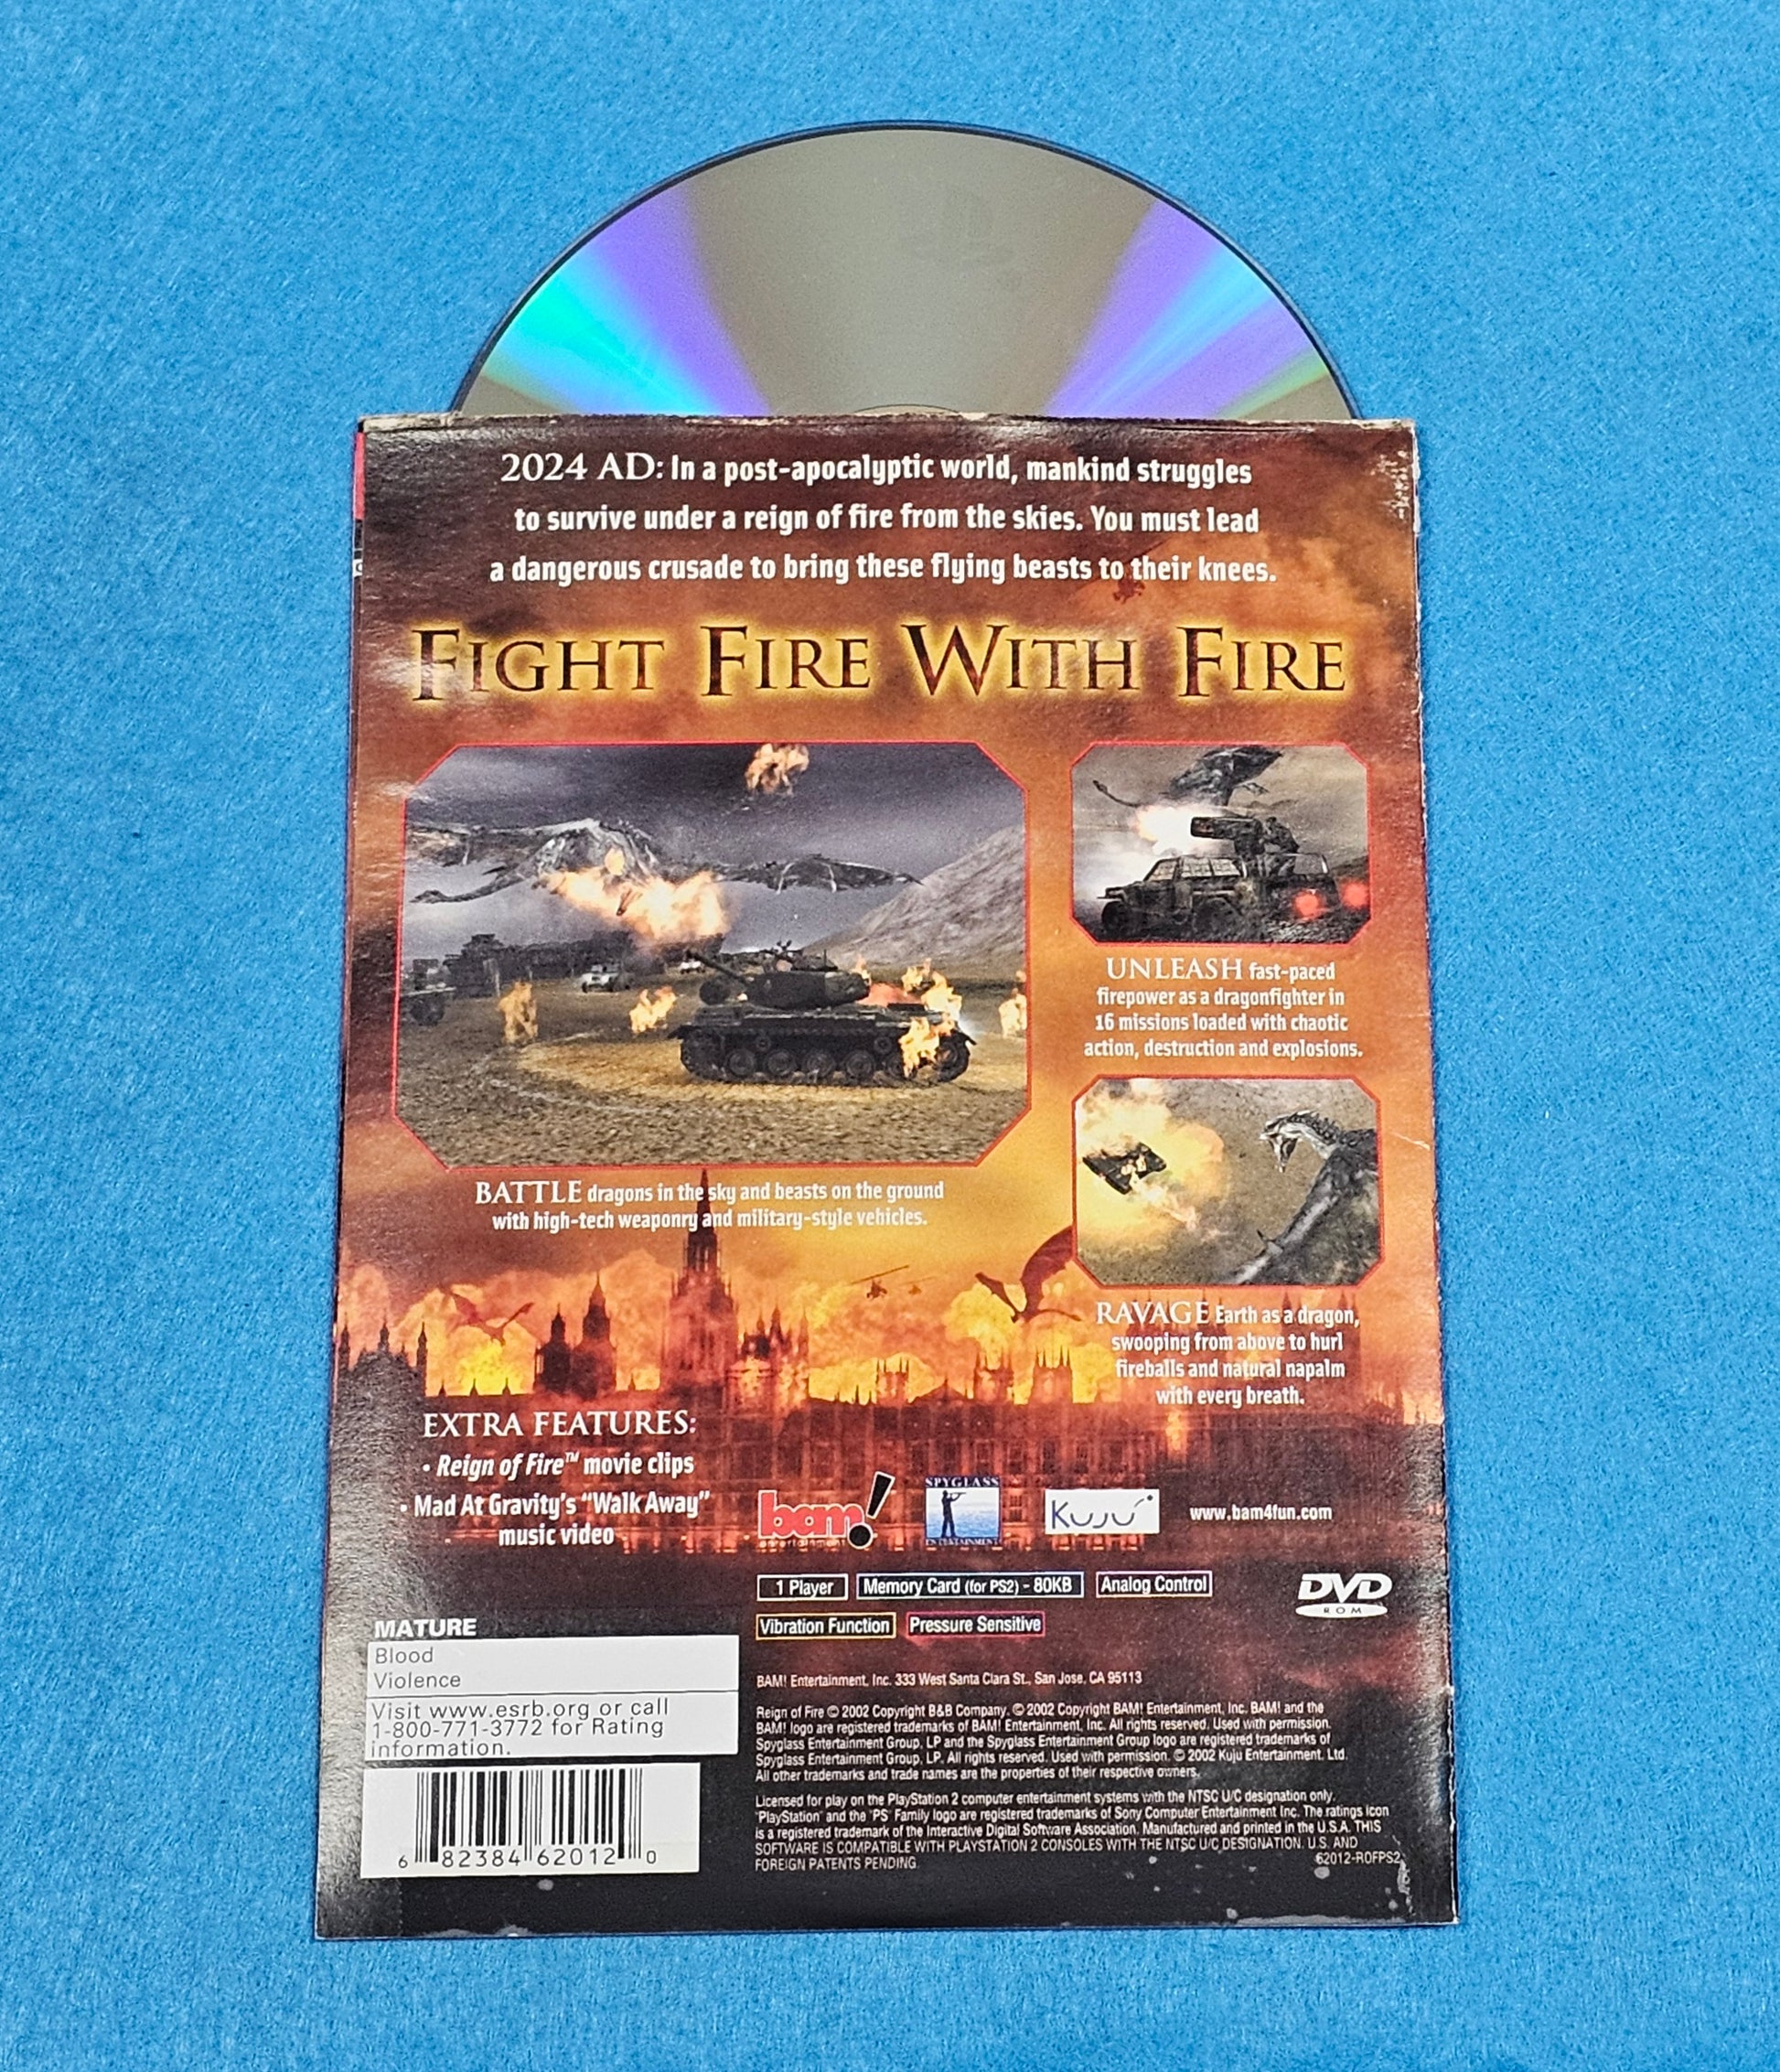 2024 AD: In a post-apocalyptic world, mankind struggles
to survive under a reign of fire from the skies. You must lead
a dangerous crusade to bring these flying beasts to their knees.
FIGHT FIRE WITH FIRE
UNLEASH fast-paced
firepower as a dragonfighter in
16 missions loaded with chaotic
action, destruction and explosions.
BATTLE dragons in the sky and beasts on the ground
with high-tech weaponry and military-style vehicles.
RAVAGE Earth as a dragon,
swooping from above to hurl
fireballs and natural napalm
with every breath.
EXTRA FEATURES:
• Reign of Fire™ movie clips
• Mad At Gravity's "Walk Away"
music video
bam!
entertainment
SPYGLASS
ENTERTAINMENT
Kuju
www.bam4fun.com
1 Player
Memory Card (for PS2) - 80KB
Analog Control
Vibration Function
Pressure Sensitive
DVD
ROM
MATURE
Blood
Violence
Visit www.esrb.org or call
1-800-771-3772 for Rating
information.
6 82384 62012 0
BAM! Entertainment, Inc. 333 West Santa Clara St., San Jose, CA 95113
Reign of Fire © 2002 Copyright B&B Company. © 2002 Copyright BAM! Entertainment, Inc. BAM! and the
BAM! logo are registered trademarks of BAM! Entertainment, Inc. All rights reserved. Used with permission.
Spyglass Entertainment Group, LP and the Spyglass Entertainment Group logo are registered trademarks of
Spyglass Entertainment Group, LP. All rights reserved. Used with permission. © 2002 Kuju Entertainment, Ltd.
All other trademarks and trade names are the properties of their respective owners.
Licensed for play on the PlayStation 2 computer entertainment systems with the NTSC U/C designation only.
"PlayStation" and the "PS" Family logo are registered trademarks of Sony Computer Entertainment Inc. The ratings icon
is a registered trademark of the Interactive Digital Software Association. Manufactured and printed in the U.S.A. THIS
SOFTWARE IS COMPATIBLE WITH PLAYSTATION 2 CONSOLES WITH THE NTSC U/C DESIGNATION. U.S. AND
FOREIGN PATENTS PENDING.
62012-ROFPS2